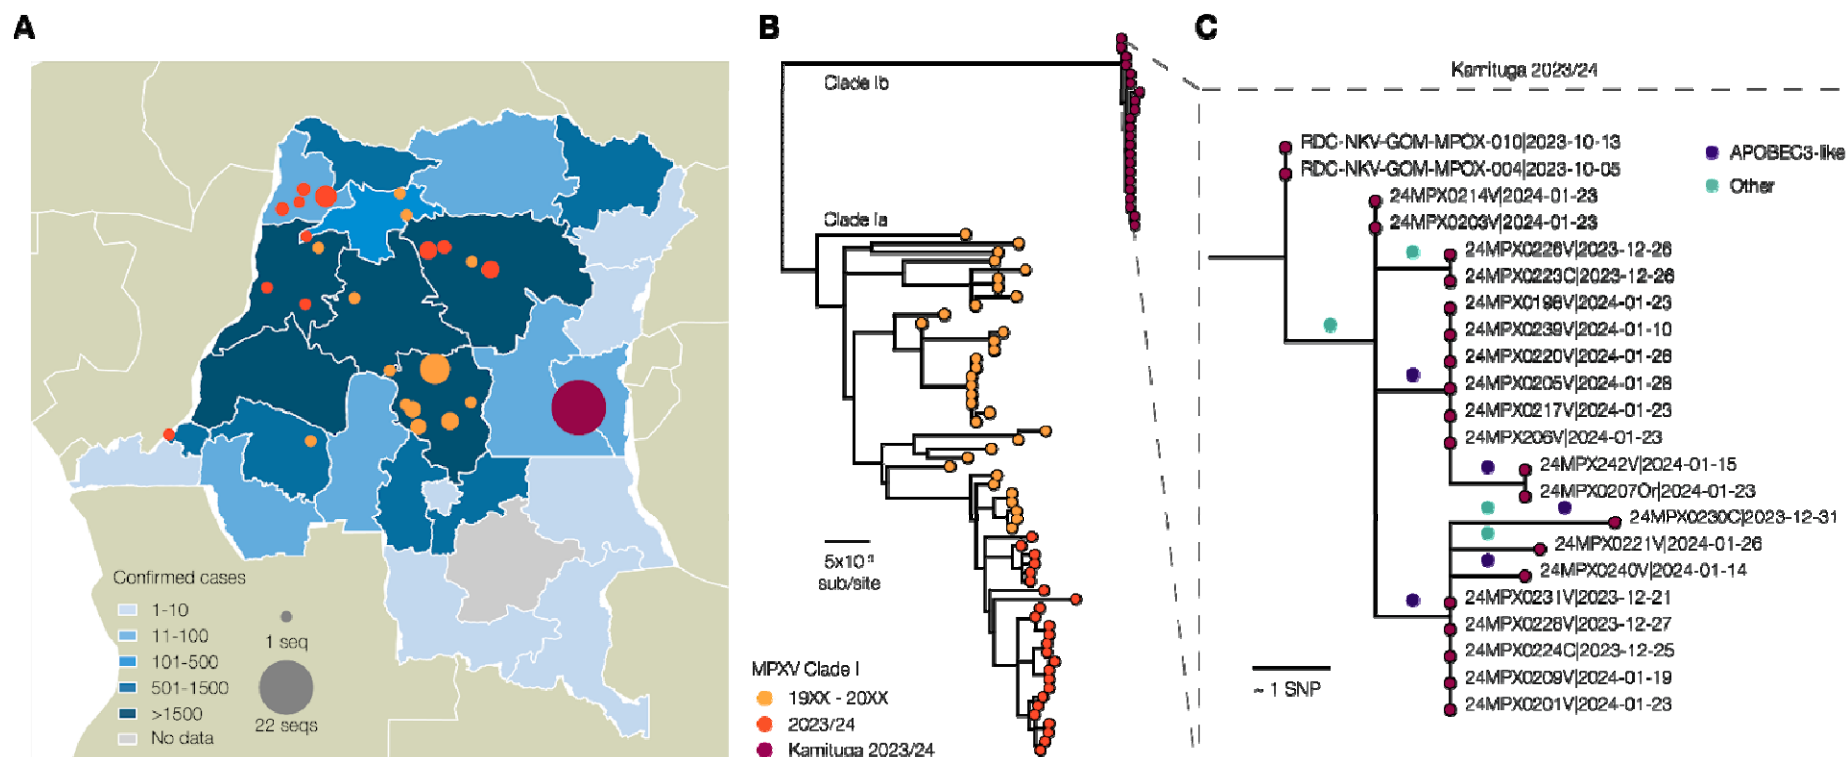 A
B
C
Confirmed cases
1-10
11-100
101-500
501-1500
>1500
No data
1 seq
22 seqs
Clade Ib
Clade Ia
5x10⁻³
sub/site
MPXV Clade I
19XX - 20XX
2023/24
Kamituga 2023/24
Kamituga 2023/24
RDC-NKV-GOM-MPOX-010|2023-10-13
RDC-NKV-GOM-MPOX-004|2023-10-05
24MPX0214V|2024-01-23
24MPX0203V|2024-01-23
24MPX0226V|2023-12-26
24MPX0223C|2023-12-26
24MPX0198V|2024-01-23
24MPX0239V|2024-01-10
24MPX0220V|2024-01-26
24MPX0205V|2024-01-28
24MPX0217V|2024-01-23
24MPX206V|2024-01-23
24MPX242V|2024-01-15
24MPX0207Or|2024-01-23
24MPX0230C|2023-12-31
24MPX0221V|2024-01-26
24MPX0240V|2024-01-14
24MPX0231V|2023-12-21
24MPX0228V|2023-12-27
24MPX0224C|2023-12-25
24MPX0209V|2024-01-19
24MPX0201V|2024-01-23
APOBEC3-like
Other
~ 1 SNP